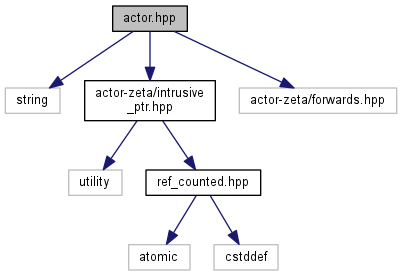 actor.hpp
string
actor-zeta/intrusive
_ptr.hpp
actor-zeta/forwards.hpp
utility
ref_counted.hpp
atomic
cstddef